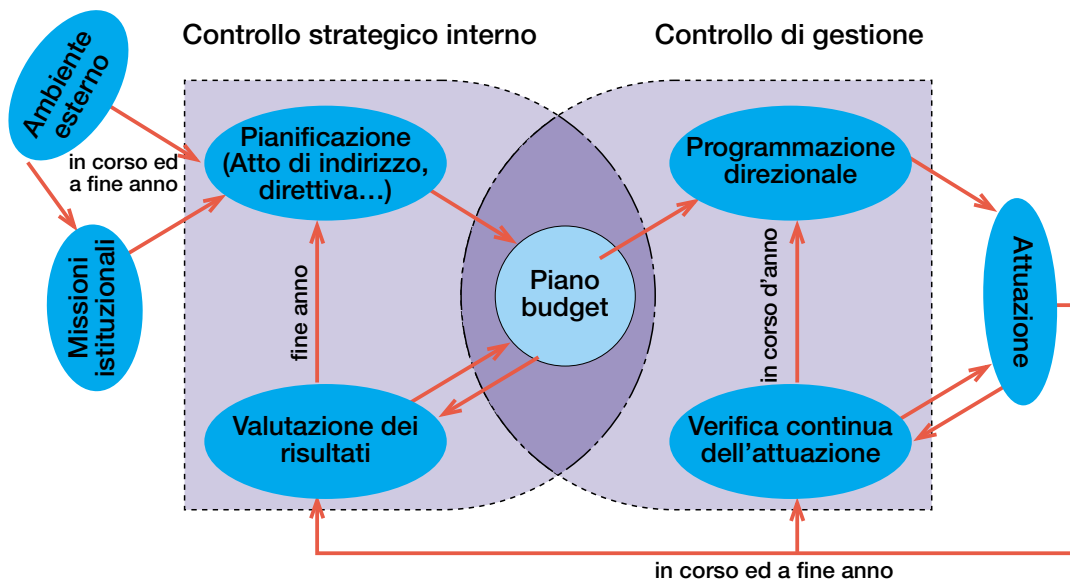 Controllo strategico interno
Controllo di gestione
Ambiente
esterno
in corso ed
a fine anno
Missioni
istituzionali
Pianificazione
(Atto di indirizzo,
direttiva…)
fine anno
Valutazione dei
risultati
Piano
budget
Programmazione
direzionale
in corso d’anno
Verifica continua
dell’attuazione
Attuazione
in corso ed a fine anno